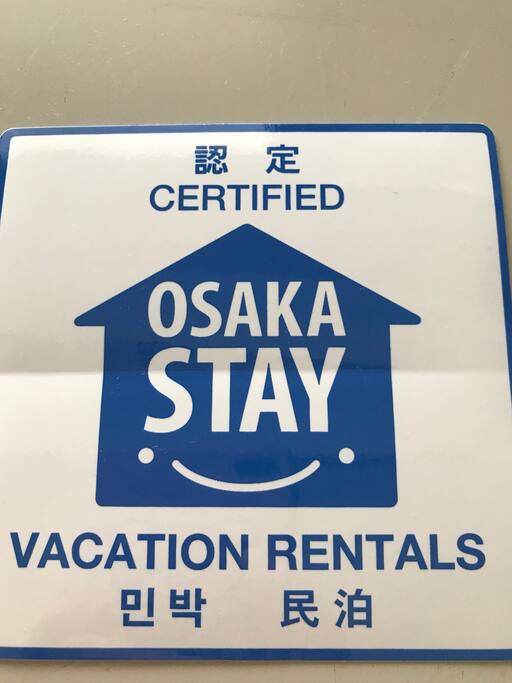 認 定
CERTIFIED
OSAKA
STAY
VACATION RENTALS
민박 民泊